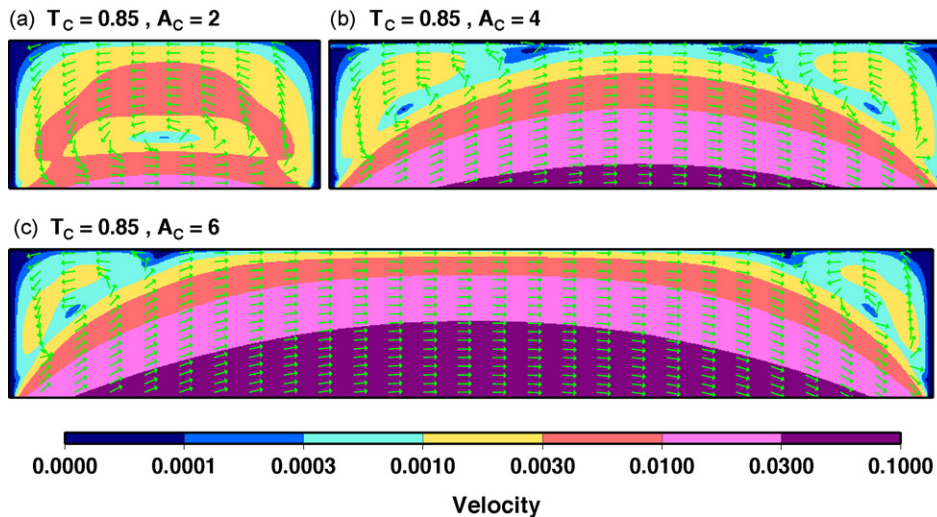 (a) T_C = 0.85 , A_C = 2
(b) T_C = 0.85 , A_C = 4
(c) T_C = 0.85 , A_C = 6
0.0000 0.0001 0.0003 0.0010 0.0030 0.0100 0.0300 0.1000
Velocity